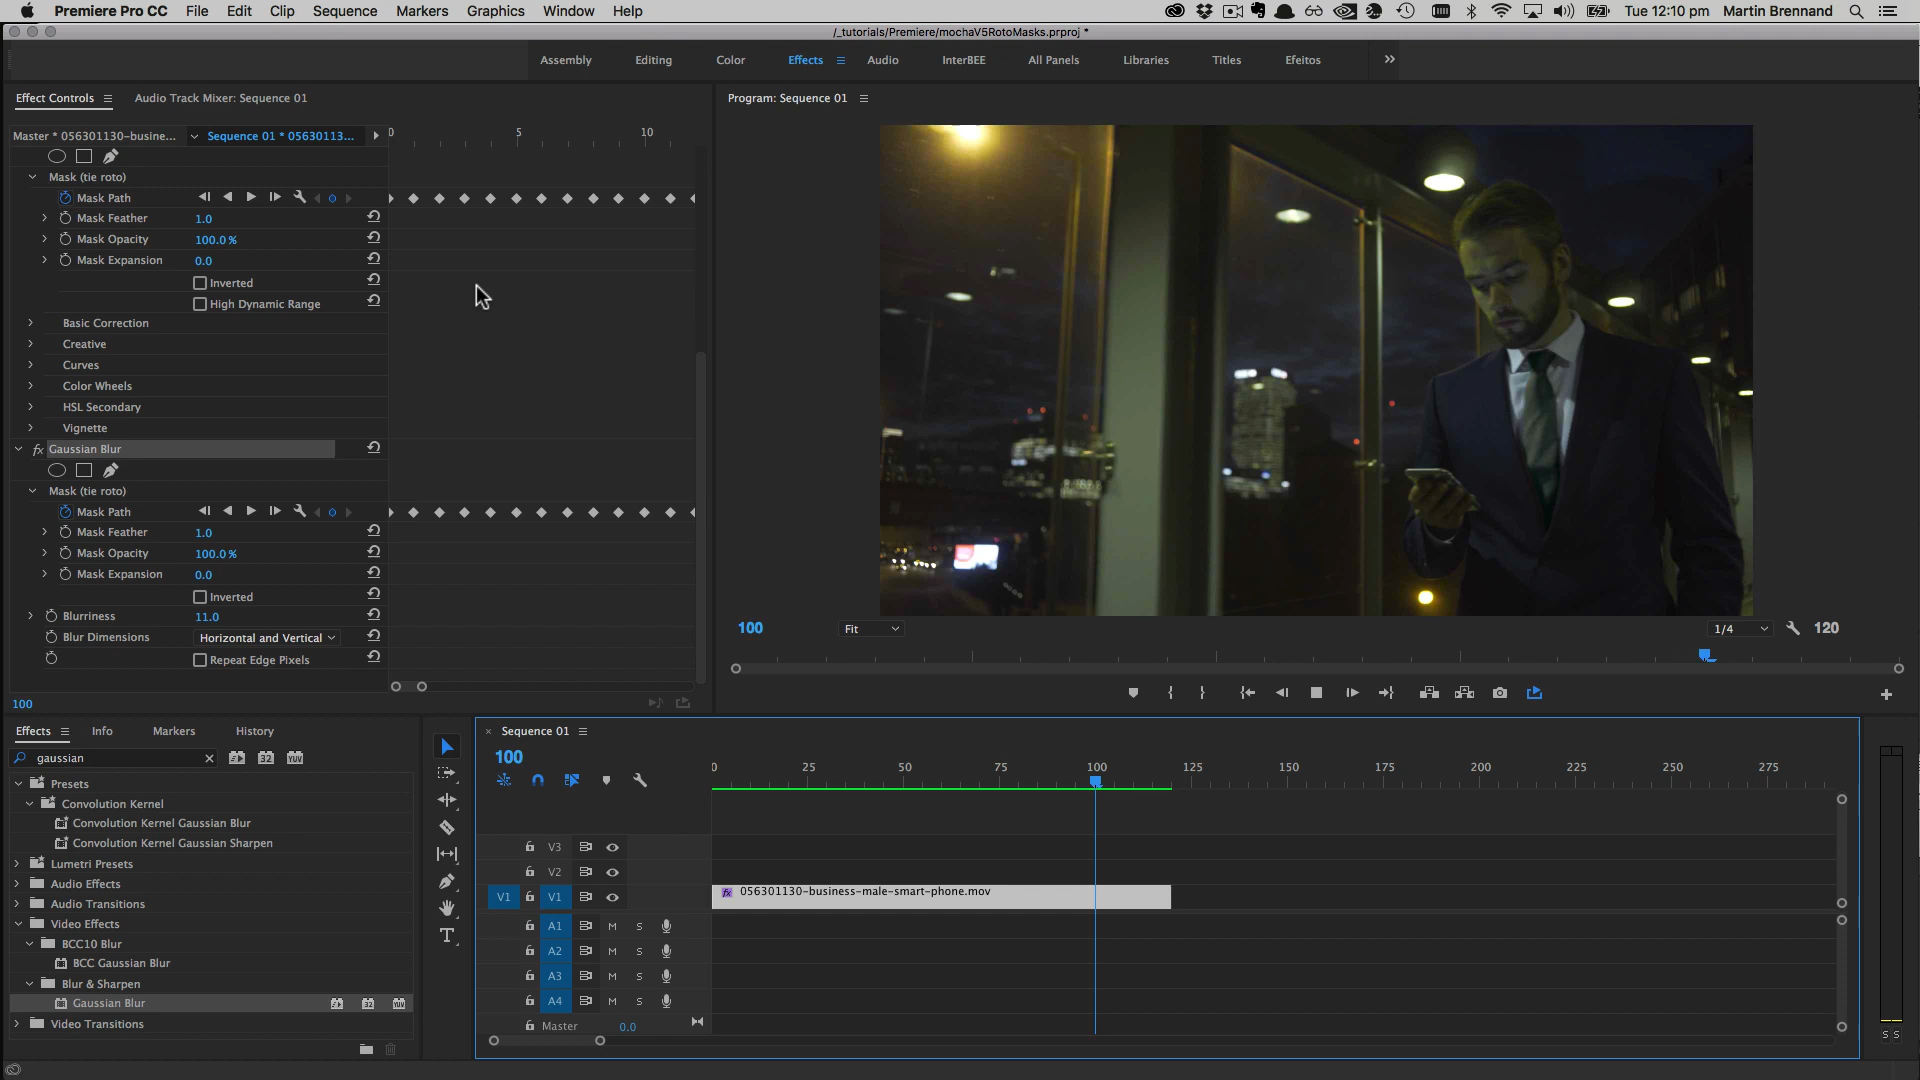 Premiere Pro CC File Edit Clip Sequence Markers Graphics Window Help Tue 12:10 pm Martin Brennand
/_tutorials/Premiere/mochaV5RotoMasks.prproj *
Assembly Editing Color Effects Audio InterBEE All Panels Libraries Titles Efeitos
Effect Controls Audio Track Mixer: Sequence 01
Master * 056301130-busine... Sequence 01 * 05630113...
0 5 10
Mask (tie roto)
Mask Path
Mask Feather 1.0
Mask Opacity 100.0 %
Mask Expansion 0.0
Inverted
High Dynamic Range
Basic Correction
Creative
Curves
Color Wheels
HSL Secondary
Vignette
fx Gaussian Blur
Mask (tie roto)
Mask Path
Mask Feather 1.0
Mask Opacity 100.0 %
Mask Expansion 0.0
Inverted
Blurriness 11.0
Blur Dimensions Horizontal and Vertical
Repeat Edge Pixels
100
Program: Sequence 01
100 Fit 1/4 120
Effects Info Markers History
gaussian 32 YUV
Presets
Convolution Kernel
Convolution Kernel Gaussian Blur
Convolution Kernel Gaussian Sharpen
Lumetri Presets
Audio Effects
Audio Transitions
Video Effects
BCC10 Blur
BCC Gaussian Blur
Blur & Sharpen
Gaussian Blur 32 YUV
Video Transitions
× Sequence 01
100
0 25 50 75 100 125 150 175 200 225 250 275
V3
V2
V1 V1 fx 056301130-business-male-smart-phone.mov
A1 M S
A2 M S
A3 M S
A4 M S
Master 0.0
S S